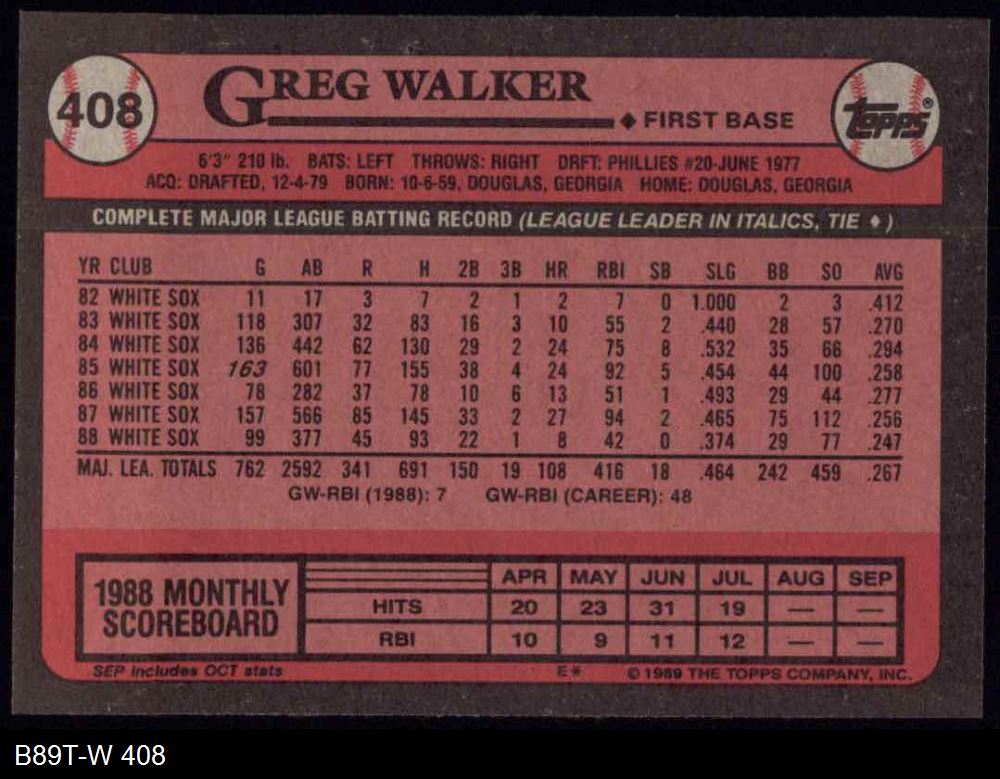 408
GREG WALKER
TOPPS®
♦ FIRST BASE
6'3" 210 lb. BATS: LEFT THROWS: RIGHT DRFT: PHILLIES #20-JUNE 1977
ACQ: DRAFTED, 12-4-79 BORN: 10-6-59, DOUGLAS, GEORGIA HOME: DOUGLAS, GEORGIA
COMPLETE MAJOR LEAGUE BATTING RECORD (LEAGUE LEADER IN ITALICS, TIE ♦)
YR CLUB G AB R H 2B 3B HR RBI SB SLG BB SO AVG
82 WHITE SOX 11 17 3 7 2 1 2 7 0 1.000 2 3 .412
83 WHITE SOX 118 307 32 83 16 3 10 55 2 .440 28 57 .270
84 WHITE SOX 136 442 62 130 29 2 24 75 8 .532 35 66 .294
85 WHITE SOX 163 601 77 155 38 4 24 92 5 .454 44 100 .258
86 WHITE SOX 78 282 37 78 10 6 13 51 1 .493 29 44 .277
87 WHITE SOX 157 566 85 145 33 2 27 94 2 .465 75 112 .256
88 WHITE SOX 99 377 45 93 22 1 8 42 0 .374 29 77 .247
MAJ. LEA. TOTALS 762 2592 341 691 150 19 108 416 18 .464 242 459 .267
GW-RBI (1988): 7 GW-RBI (CAREER): 48
1988 MONTHLY
SCOREBOARD
APR MAY JUN JUL AUG SEP
HITS 20 23 31 19 — —
RBI 10 9 11 12 — —
SEP includes OCT stats E* © 1989 THE TOPPS COMPANY, INC.
B89T-W 408